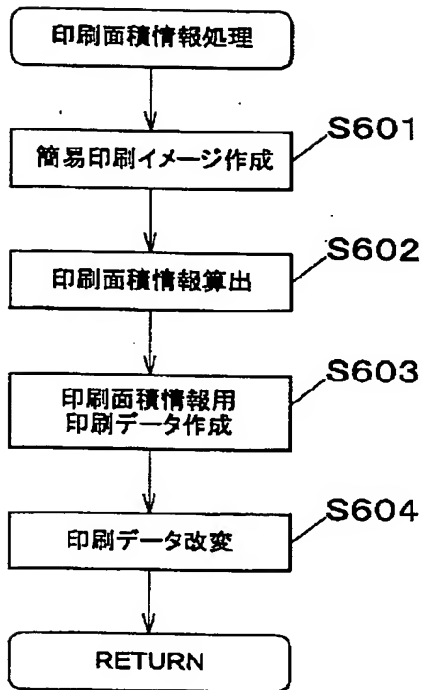 印刷面積情報処理
S601
簡易印刷イメージ作成
S602
印刷面積情報算出
S603
印刷面積情報用
印刷データ作成
S604
印刷データ改変
RETURN